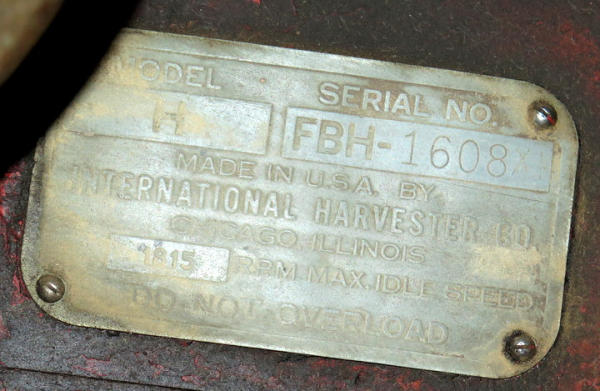 MODEL SERIAL NO.
H FBH-1608
MADE IN U.S.A. BY
INTERNATIONAL HARVESTER CO.
CHICAGO, ILLINOIS
1815 RPM MAX. IDLE SPEED
DO NOT OVERLOAD